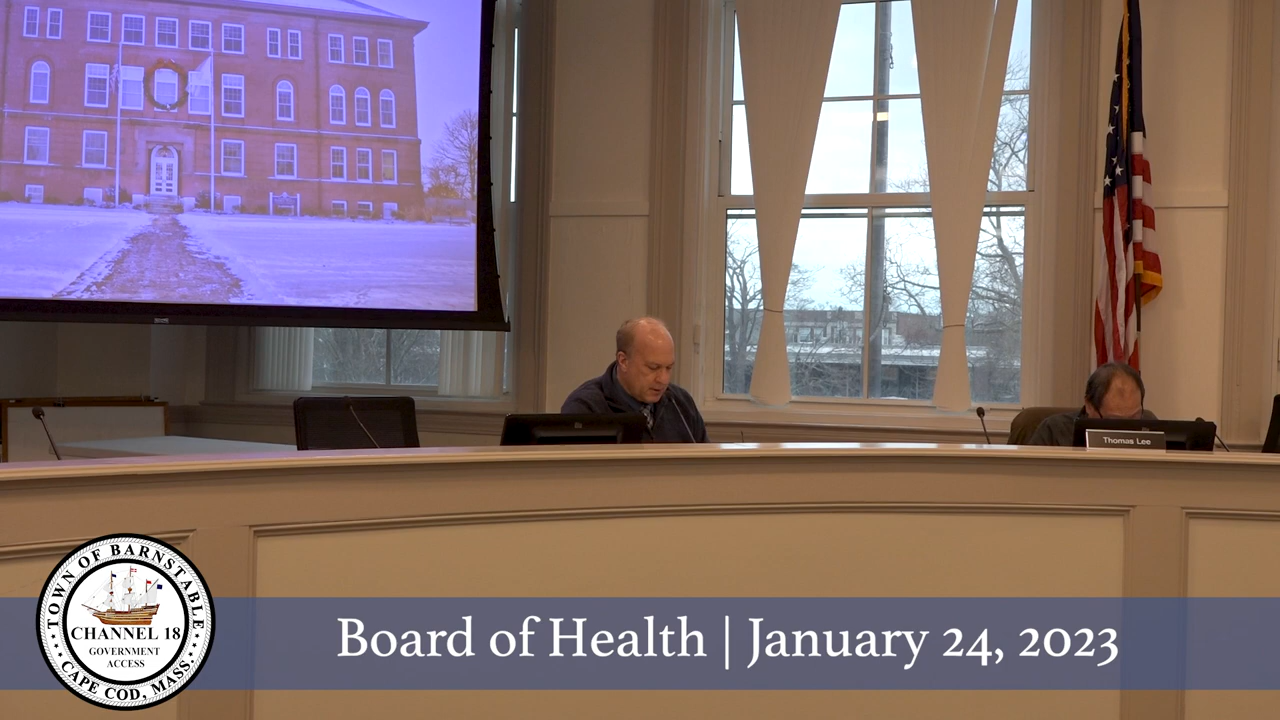 Thomas Lee
TOWN OF BARNSTABLE
CHANNEL 18
GOVERNMENT
ACCESS
CAPE COD, MASS.
Board of Health | January 24, 2023